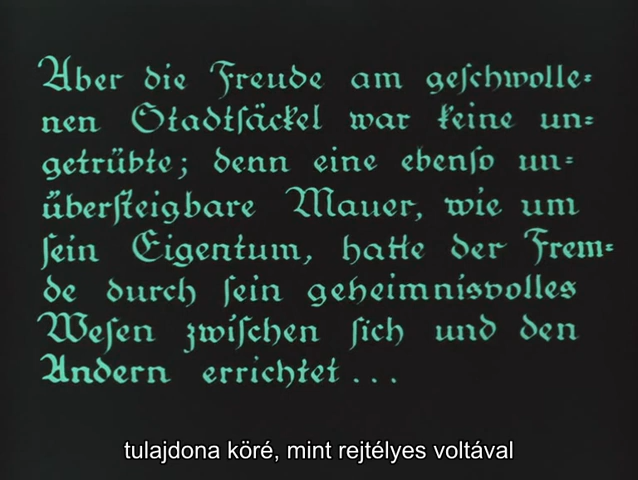 Aber die Freude am geschwolle=
nen Stadtsäckel war keine un=
getrübte; denn eine ebenso un=
übersteigbare Mauer, wie um
sein Eigentum, hatte der Frem=
de durch sein geheimnisvolles
Wesen zwischen sich und den
Andern errichtet...
tulajdona köré, mint rejtélyes voltával